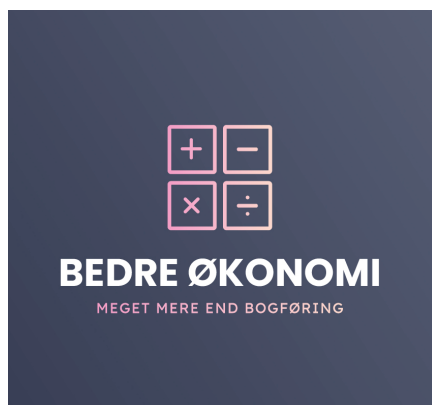 + −
× ÷
BEDRE ØKONOMI
MEGET MERE END BOGFØRING